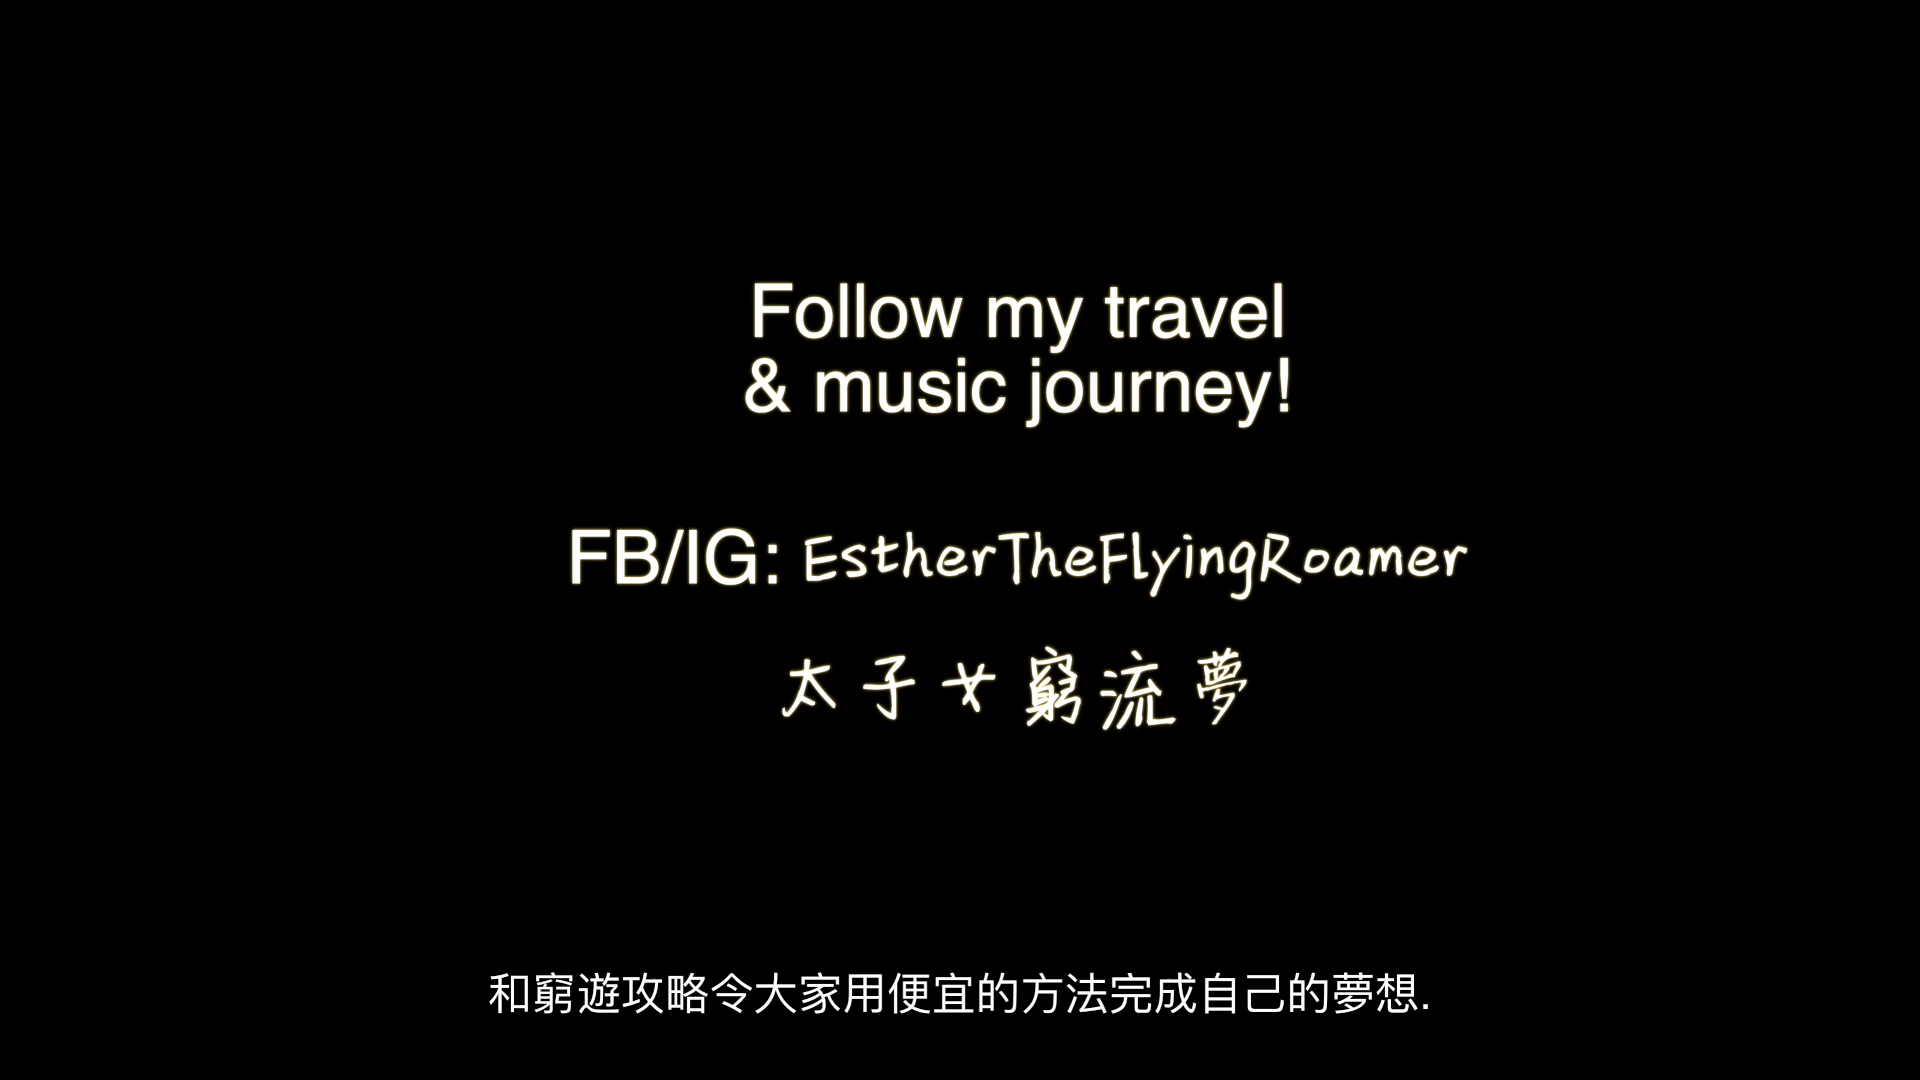 Follow my travel
& music journey!
FB/IG: EstherTheFlyingRoamer
太子女窮流夢
和窮遊攻略令大家用便宜的方法完成自己的夢想.